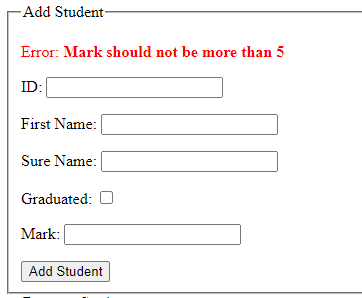 Add Student
Error: Mark should not be more than 5
ID:
First Name:
Sure Name:
Graduated:
Mark:
Add Student